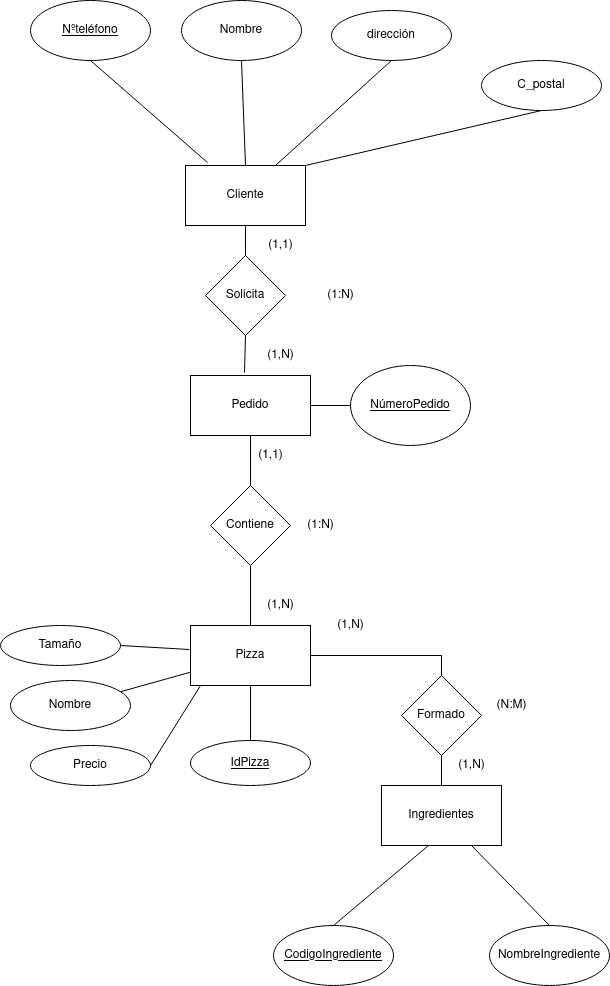 Nºteléfono
Nombre
dirección
C_postal
Cliente
(1,1)
Solicita
(1:N)
(1,N)
Pedido
NúmeroPedido
(1,1)
Contiene
(1:N)
(1,N)
(1,N)
Tamaño
Pizza
Nombre
Formado
(N:M)
Precio
IdPizza
(1,N)
Ingredientes
CodigoIngrediente
NombreIngrediente